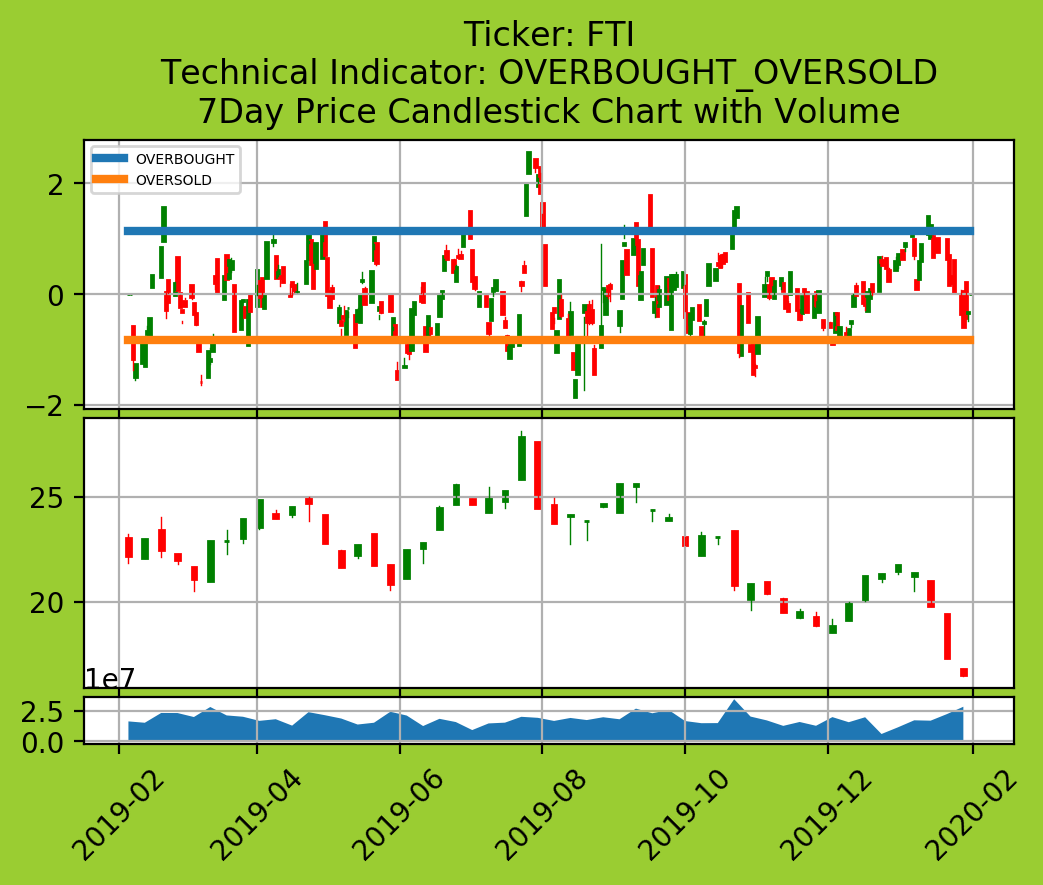 Ticker: FTI
Technical Indicator: OVERBOUGHT_OVERSOLD
7Day Price Candlestick Chart with Volume
OVERBOUGHT
OVERSOLD
2
0
−2
25
20
1e7
2.5
0.0
2019-02
2019-04
2019-06
2019-08
2019-10
2019-12
2020-02